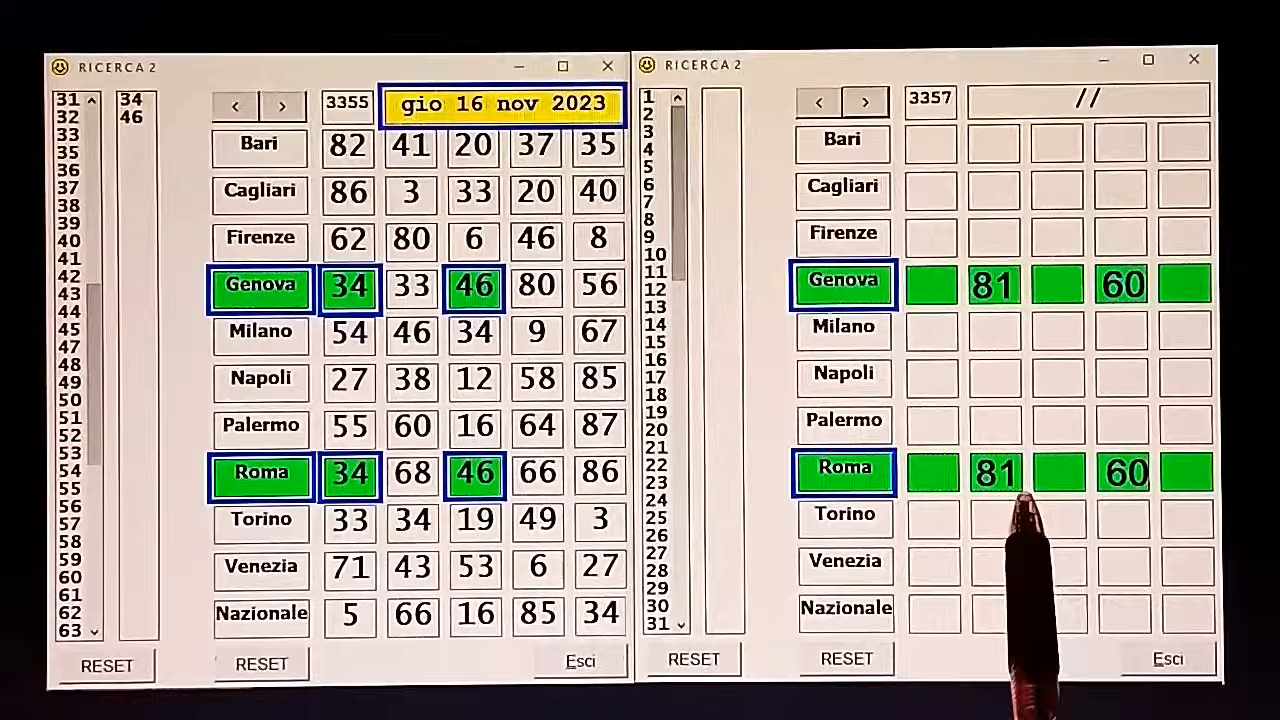 RICERCA 2
31 34
32 46
33
35
36
37
38
39
40
41
42
43
44
45
47
48
49
50
51
52
53
54
55
56
57
58
59
60
61
62
63
RESET
< > 3355 gio 16 nov 2023
Bari 82 41 20 37 35
Cagliari 86 3 33 20 40
Firenze 62 80 6 46 8
Genova 34 33 46 80 56
Milano 54 46 34 9 67
Napoli 27 38 12 58 85
Palermo 55 60 16 64 87
Roma 34 68 46 66 86
Torino 33 34 19 49 3
Venezia 71 43 53 6 27
Nazionale 5 66 16 85 34
RESET Esci
RICERCA 2
1
2
3
4
5
6
7
8
9
10
11
12
13
14
15
16
17
18
19
20
21
22
23
24
25
26
27
28
29
30
31
RESET
< > 3357 //
Bari
Cagliari
Firenze
Genova 81 60
Milano
Napoli
Palermo
Roma 81 60
Torino
Venezia
Nazionale
RESET Esci